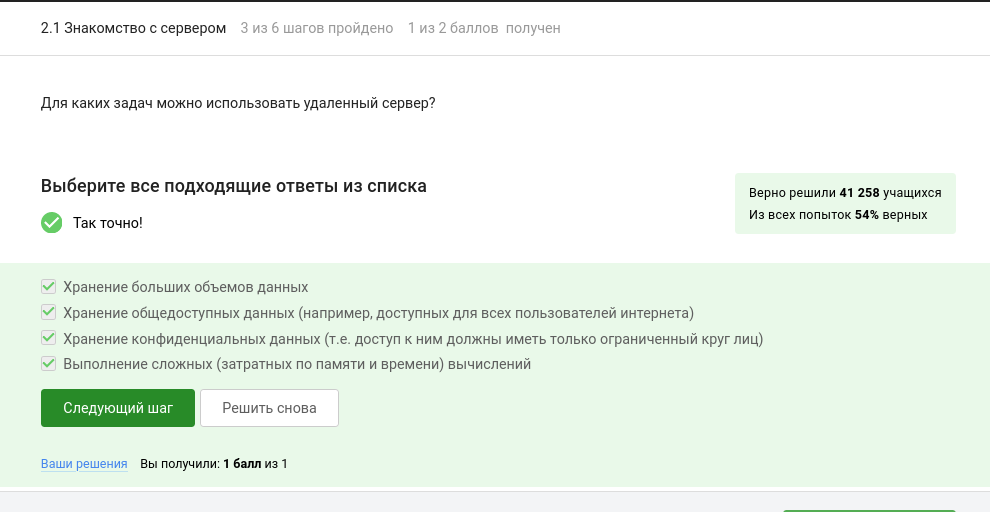 2.1 Знакомство с сервером 3 из 6 шагов пройдено 1 из 2 баллов получен
Для каких задач можно использовать удаленный сервер?
Выберите все подходящие ответы из списка
Так точно!
Верно решили 41 258 учащихся
Из всех попыток 54% верных
Хранение больших объемов данных
Хранение общедоступных данных (например, доступных для всех пользователей интернета)
Хранение конфиденциальных данных (т.е. доступ к ним должны иметь только ограниченный круг лиц)
Выполнение сложных (затратных по памяти и времени) вычислений
Следующий шаг Решить снова
Ваши решения Вы получили: 1 балл из 1